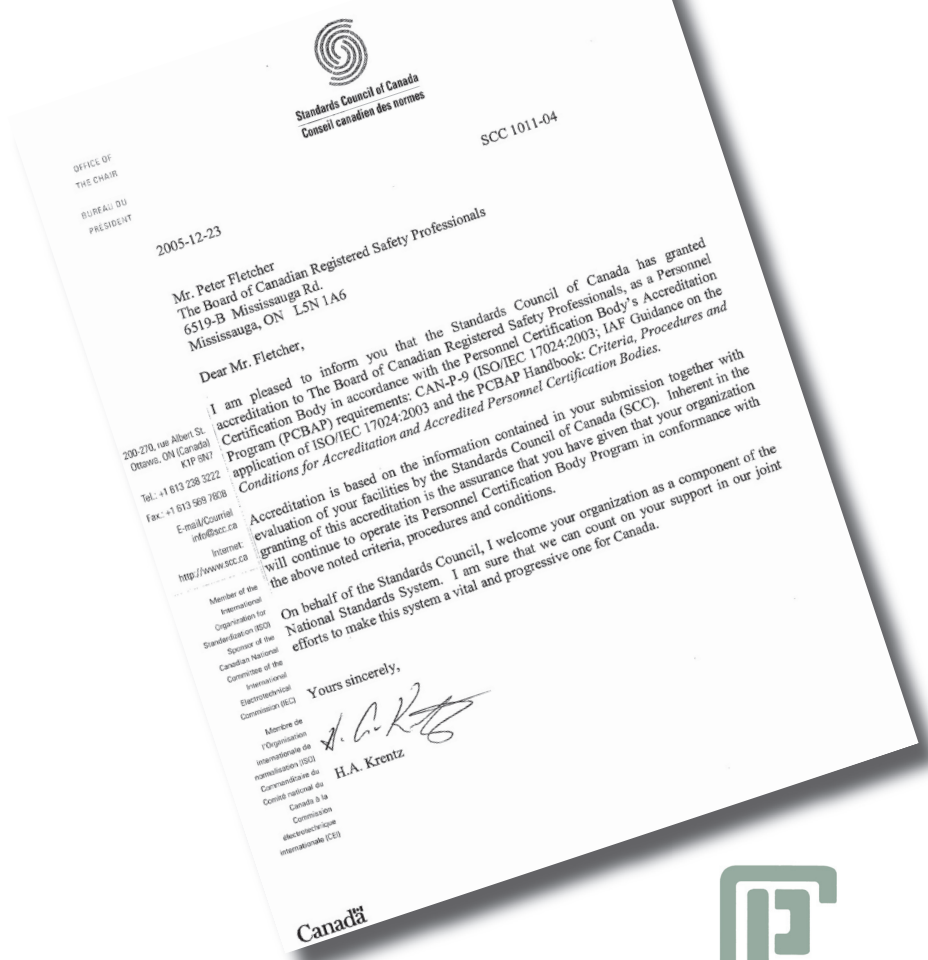 Standards Council of Canada
Conseil canadien des normes
OFFICE OF
THE CHAIR
BUREAU DU
PRÉSIDENT
SCC 1011-04
2005-12-23
Mr. Peter Fletcher
The Board of Canadian Registered Safety Professionals
6519-B Mississauga Rd.
Mississauga, ON L5N 1A6
Dear Mr. Fletcher,
I am pleased to inform you that the Standards Council of Canada has granted
accreditation to The Board of Canadian Registered Safety Professionals, as a Personnel
Certification Body in accordance with the Personnel Certification Body's Accreditation
Program (PCBAP) requirements: CAN-P-9 (ISO/IEC 17024:2003; IAF Guidance on the
application of ISO/IEC 17024:2003 and the PCBAP Handbook: Criteria, Procedures and
Conditions for Accreditation and Accredited Personnel Certification Bodies.
Accreditation is based on the information contained in your submission together with
evaluation of your facilities by the Standards Council of Canada (SCC). Inherent in the
granting of this accreditation is the assurance that you have given that your organization
will continue to operate its Personnel Certification Body Program in conformance with
the above noted criteria, procedures and conditions.
On behalf of the Standards Council, I welcome your organization as a component of the
National Standards System. I am sure that we can count on your support in our joint
efforts to make this system a vital and progressive one for Canada.
Yours sincerely,
H.A. Krentz
200-270, rue Albert St.
Ottawa, ON (Canada)
K1P 6N7
Tel.: +1 613 238 3222
Fax.: +1 613 569 7808
E-mail/Courriel
info@scc.ca
Internet:
http://www.scc.ca
Member of the
International
Organization for
Standardization (ISO)
Sponsor of the
Canadian National
Committee of the
International
Electrotechnical
Commission (IEC)
Membre de
l'Organisation
internationale de
normalisation (ISO)
Commanditaire du
Comité national du
Canada à la
Commission
électrotechnique
internationale (CEI)
Canada